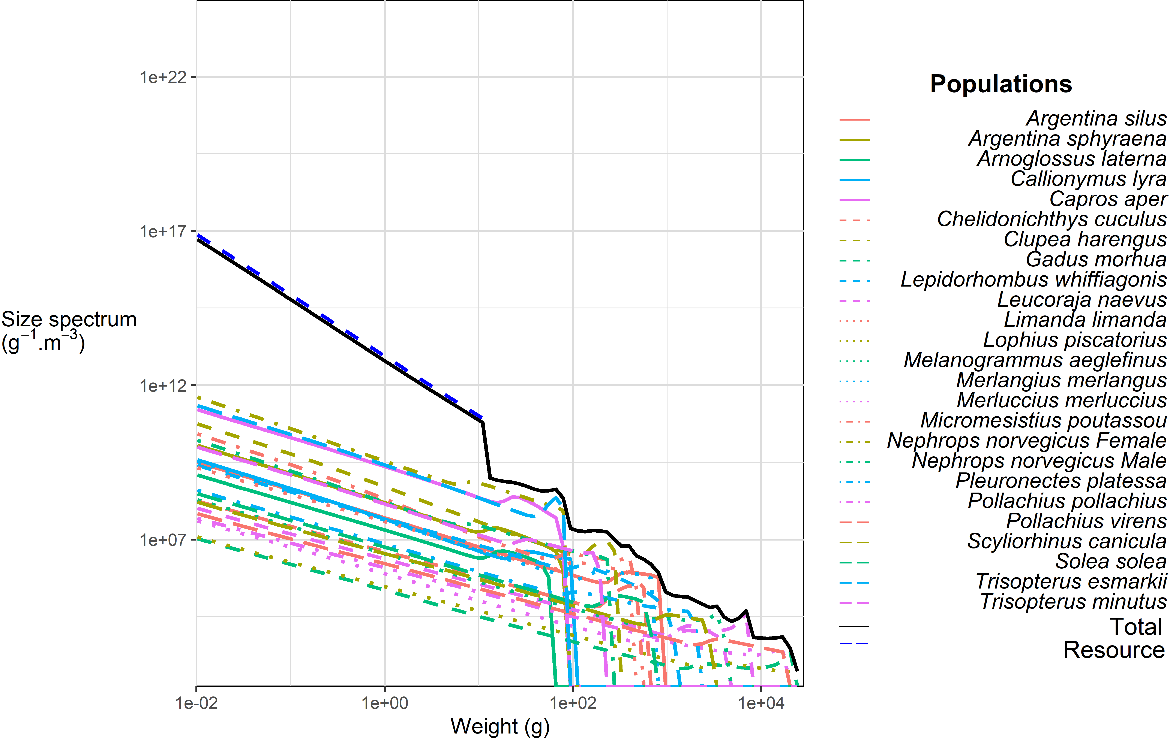 1e+22
1e+17
1e+12
1e+07
Size spectrum
(g⁻¹.m⁻³)
1e-02
1e+00
1e+02
1e+04
Weight (g)
Populations
Argentina silus
Argentina sphyraena
Arnoglossus laterna
Callionymus lyra
Capros aper
Chelidonichthys cuculus
Clupea harengus
Gadus morhua
Lepidorhombus whiffiagonis
Leucoraja naevus
Limanda limanda
Lophius piscatorius
Melanogrammus aeglefinus
Merlangius merlangus
Merluccius merluccius
Micromesistius poutassou
Nephrops norvegicus Female
Nephrops norvegicus Male
Pleuronectes platessa
Pollachius pollachius
Pollachius virens
Scyliorhinus canicula
Solea solea
Trisopterus esmarkii
Trisopterus minutus
Total
Resource